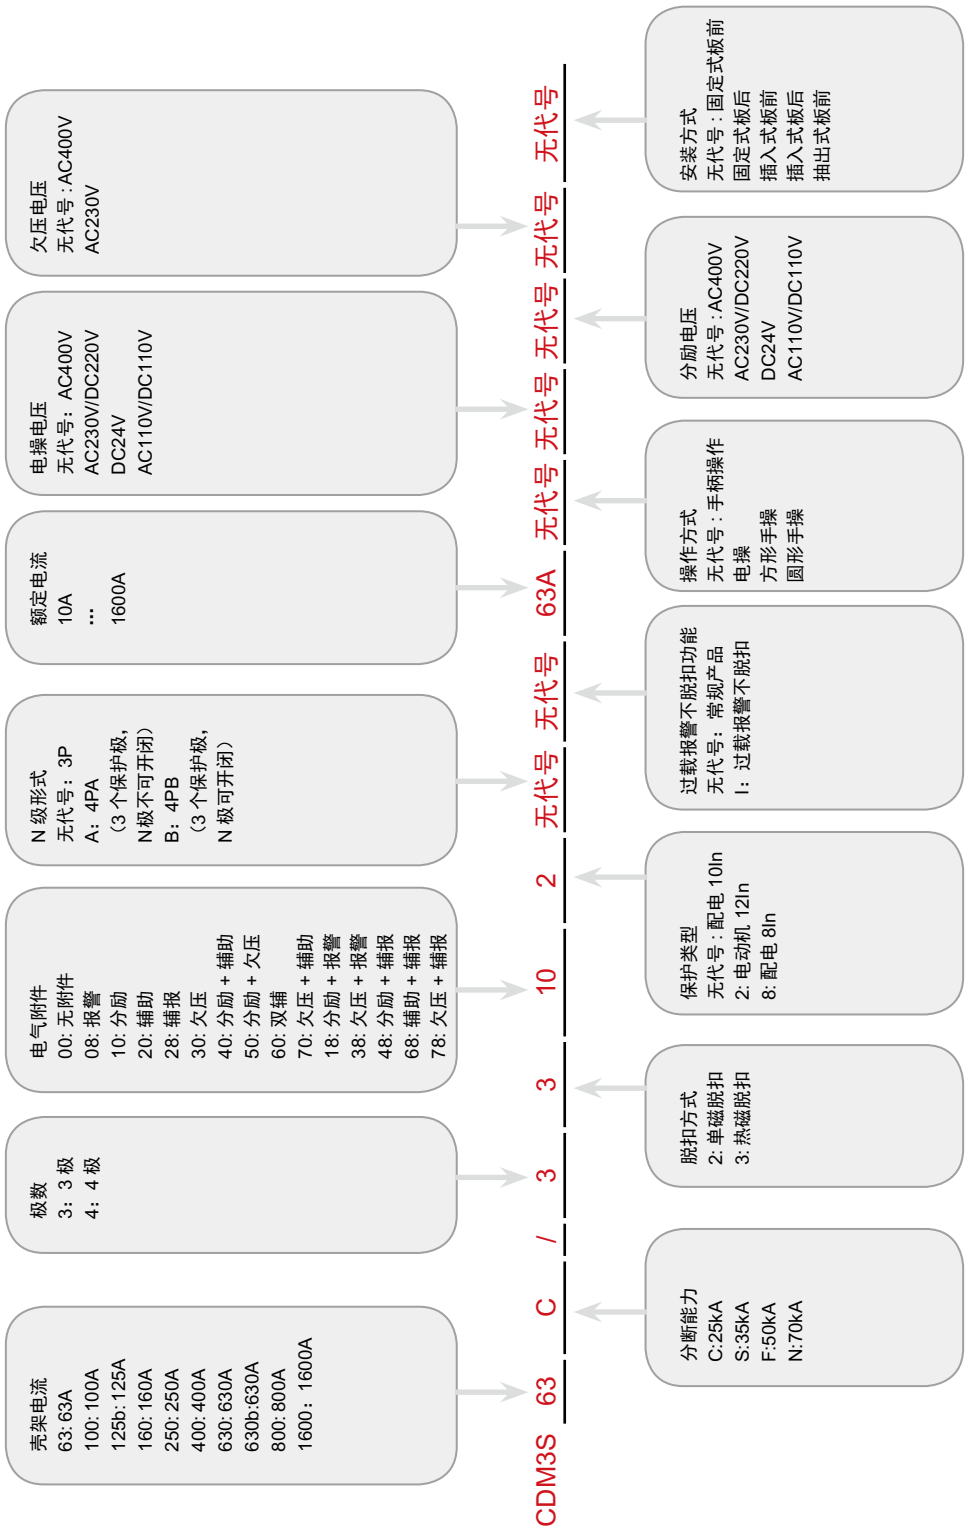 壳架电流
63: 63A
100: 100A
125b: 125A
160: 160A
250: 250A
400: 400A
630: 630A
630b:630A
800: 800A
1600：1600A
极数
3：3 极
4：4 极
电气附件
00: 无附件
08: 报警
10: 分励
20: 辅助
28: 辅报
30: 欠压
40: 分励 + 辅助
50: 分励 + 欠压
60: 双辅
70: 欠压 + 辅助
18: 分励 + 报警
38: 欠压 + 报警
48: 分励 + 辅报
68: 辅助 + 辅报
78: 欠压 + 辅报
N 级形式
无代号：3P
A：4PA
（3 个保护极，
N极不可开闭）
B：4PB
（3 个保护极，
N 极可开闭）
额定电流
10A
...
1600A
电操电压
无代号：AC400V
AC230V/DC220V
DC24V
AC110V/DC110V
欠压电压
无代号 : AC400V
AC230V
CDM3S 63 C / 3 3 10 2 无代号 无代号 63A 无代号 无代号 无代号 无代号 无代号
分断能力
C:25kA
S:35kA
F:50kA
N:70kA
脱扣方式
2: 单磁脱扣
3: 热磁脱扣
保护类型
无代号 : 配电 10In
2: 电动机 12In
8: 配电 8In
过载报警不脱扣功能
无代号：常规产品
I：过载报警不脱扣
操作方式
无代号 : 手柄操作
电操
方形手操
圆形手操
分励电压
无代号 : AC400V
AC230V/DC220V
DC24V
AC110V/DC110V
安装方式
无代号 : 固定式板前
固定式板后
插入式板前
插入式板后
抽出式板前